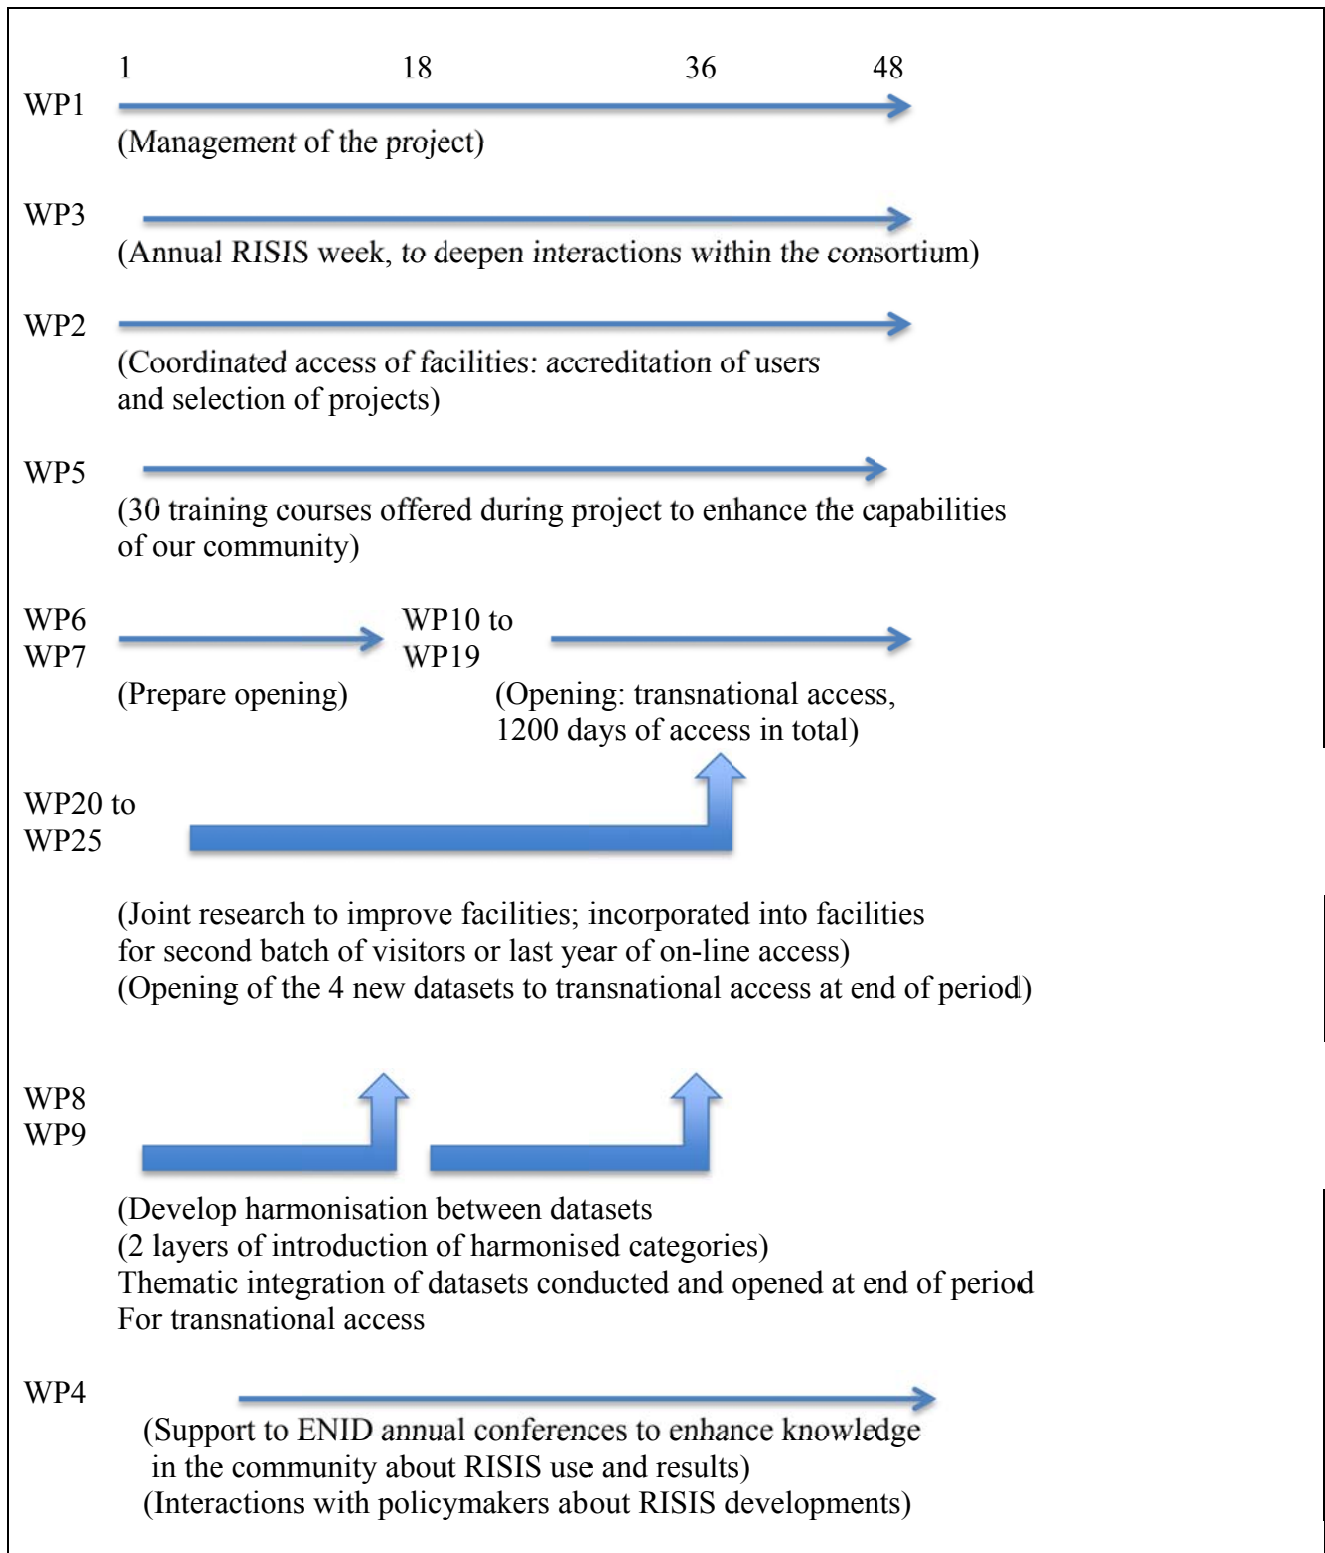 1 18 36 48
WP1
(Management of the project)
WP3
(Annual RISIS week, to deepen interactions within the consortium)
WP2
(Coordinated access of facilities: accreditation of users
and selection of projects)
WP5
(30 training courses offered during project to enhance the capabilities
of our community)
WP6
WP7
(Prepare opening)
WP10 to
WP19
(Opening: transnational access,
1200 days of access in total)
WP20 to
WP25
(Joint research to improve facilities; incorporated into facilities
for second batch of visitors or last year of on-line access)
(Opening of the 4 new datasets to transnational access at end of period)
WP8
WP9
(Develop harmonisation between datasets
(2 layers of introduction of harmonised categories)
Thematic integration of datasets conducted and opened at end of period
For transnational access
WP4
(Support to ENID annual conferences to enhance knowledge
in the community about RISIS use and results)
(Interactions with policymakers about RISIS developments)